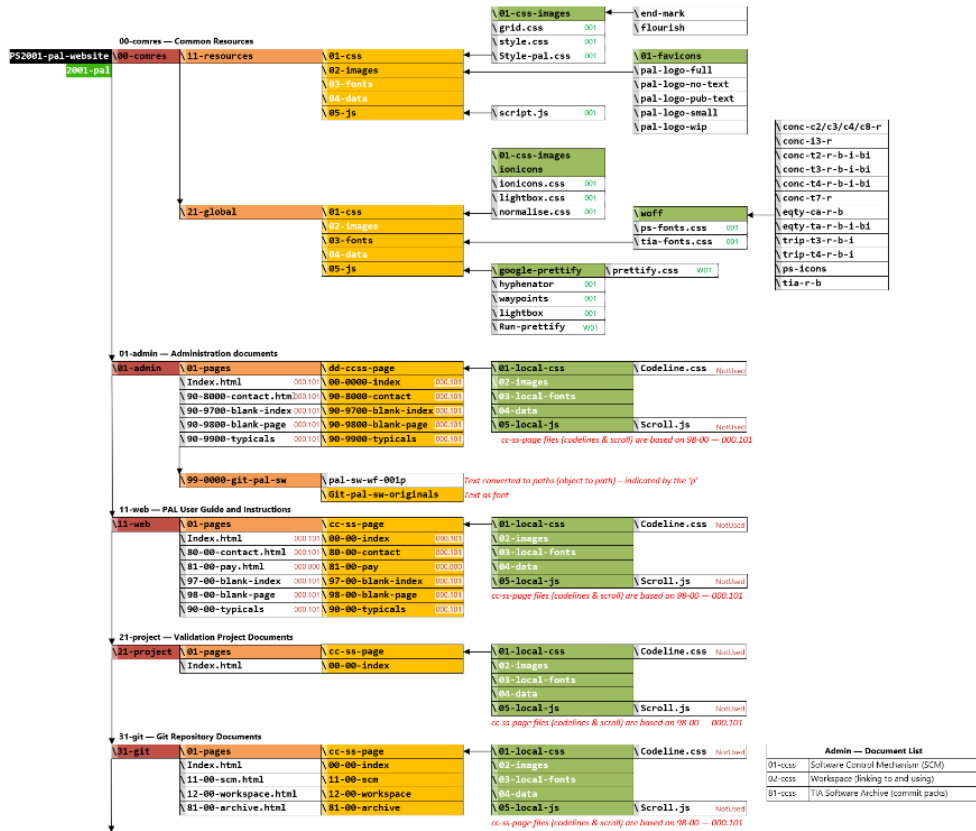 \01-css-images \end-mark
\grid.css 001 \flourish
00-comres — Common Resources \style.css 001
PS2001-pal-website \00-comres \11-resources \01-css \Style-pal.css 001 \01-favicons
2001-pal \02-images \pal-logo-full
\03-fonts \pal-logo-no-text
\04-data \pal-logo-pub-text
\05-js \script.js 001 \pal-logo-small
\pal-logo-wip
\conc-c2/c3/c4/c8-r
\conc-i3-r
\01-css-images \conc-t2-r-b-i-bi
\ionicons \conc-t3-r-b-i-bi
\ionicons.css 001 \conc-t4-r-b-i-bi
\lightbox.css 001 \conc-t7-r
\21-global \01-css \normalise.css 001 \woff \eqty-ca-r-b
\02-images \ps-fonts.css 001 \eqty-ta-r-b-i-bi
\03-fonts \tia-fonts.css 001 \trip-t3-r-b-i
\04-data \trip-t4-r-b-i
\05-js \google-prettify \prettify.css W01 \ps-icons
\hyphenator 001 \tia-r-b
\waypoints 001
\lightbox 001
\Run-prettify W01
01-admin — Administration documents
\01-admin \01-pages \dd-ccss-page \01-local-css \Codeline.css NotUsed
\Index.html 000.101 \00-0000-index 000.101 \02-images
\90-8000-contact.html 000.101 \90-8000-contact 000.101 \03-local-fonts
\90-9700-blank-index 000.101 \90-9700-blank-index 000.101 \04-data
\90-9800-blank-page 000.101 \90-9800-blank-page 000.101 \05-local-js \Scroll.js NotUsed
\90-9900-typicals 000.101 \90-9900-typicals 000.101 cc-ss-page files (codelines & scroll) are based on 98-00 — 000.101
\99-0000-git-pal-sw \pal-sw-wf-001p Text converted to paths (object to path) – indicated by the 'p'
\Git-pal-sw-originals Text as font
11-web — PAL User Guide and Instructions
\11-web \01-pages \cc-ss-page \01-local-css \Codeline.css NotUsed
\Index.html 000.101 \00-00-index 000.101 \02-images
\80-00-contact.html 000.101 \80-00-contact 000.101 \03-local-fonts
\81-00-pay.html 000.000 \81-00-pay 000.000 \04-data
\97-00-blank-index 000.101 \97-00-blank-index 000.101 \05-local-js \Scroll.js NotUsed
\98-00-blank-page 000.101 \98-00-blank-page 000.101 cc-ss-page files (codelines & scroll) are based on 98-00 — 000.101
\90-00-typicals 000.101 \90-00-typicals 000.101
21-project — Validation Project Documents
\21-project \01-pages \cc-ss-page \01-local-css \Codeline.css NotUsed
\Index.html \00-00-index \02-images
\03-local-fonts
\04-data
\05-local-js \Scroll.js NotUsed
cc-ss-page files (codelines & scroll) are based on 98-00 — 000.101
31-git — Git Repository Documents
\31-git \01-pages \cc-ss-page \01-local-css \Codeline.css NotUsed Admin — Document List
\Index.html \00-00-index \02-images 01-ccss Software Control Mechanism (SCM)
\11-00-scm.html \11-00-scm \03-local-fonts 02-ccss Workspace (linking to and using)
\12-00-workspace.html \12-00-workspace \04-data 81-ccss TIA Software Archive (commit packs)
\81-00-archive.html \81-00-archive \05-local-js \Scroll.js NotUsed
cc-ss-page files (codelines & scroll) are based on 98-00 — 000.101